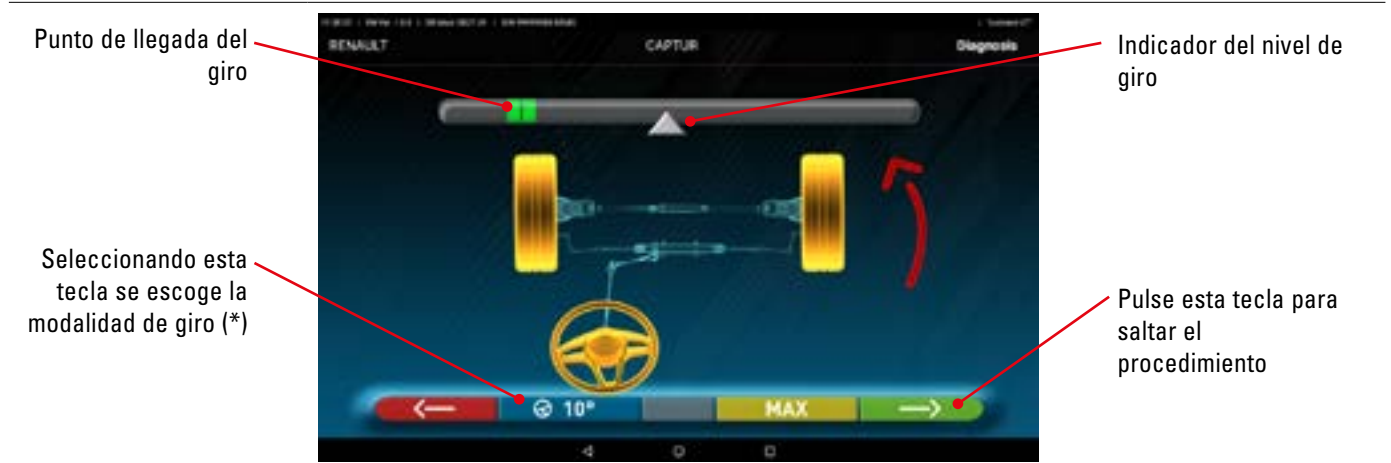 Punto de llegada del
giro
Indicador del nivel de
giro
RENAULT
CAPTUR
Diagnosis
Seleccionando esta
tecla se escoge la
modalidad de giro (*)
Pulse esta tecla para
saltar el
procedimiento
10°
MAX